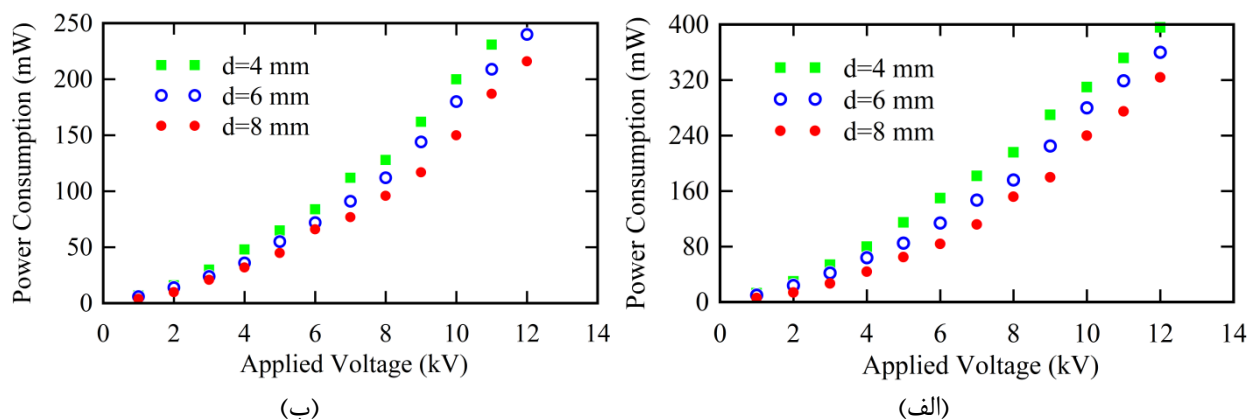 Power Consumption (mW)
250
200
150
100
50
0
d=4 mm
d=6 mm
d=8 mm
0 2 4 6 8 10 12 14
Applied Voltage (kV)
(ب)
Power Consumption (mW)
400
320
240
160
80
0
d=4 mm
d=6 mm
d=8 mm
0 2 4 6 8 10 12 14
Applied Voltage (kV)
(الف)